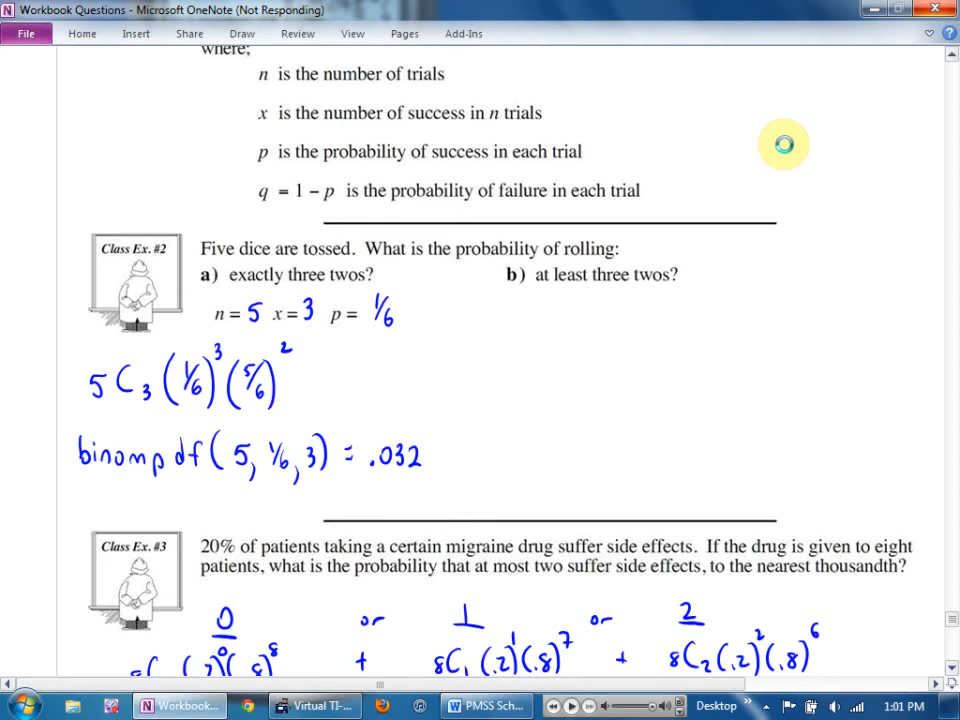 Workbook Questions - Microsoft OneNote (Not Responding)
File Home Insert Share Draw Review View Pages Add-Ins
where;
n is the number of trials
x is the number of success in n trials
p is the probability of success in each trial
q = 1 – p is the probability of failure in each trial
Class Ex. #2
Five dice are tossed. What is the probability of rolling:
a) exactly three twos? b) at least three twos?
n = 5 x = 3 p = 1/6
5 C 3 (1/6)^3 (5/6)^2
binompdf(5, 1/6, 3) = .032
Class Ex. #3
20% of patients taking a certain migraine drug suffer side effects. If the drug is given to eight
patients, what is the probability that at most two suffer side effects, to the nearest thousandth?
0 or 1 or 2
8C (.2)^0 (.8)^8 + 8C1 (.2)^1 (.8)^7 + 8C2 (.2)^2 (.8)^6
Workbook... Virtual TI-... PMSS Sch... Desktop » 1:01 PM